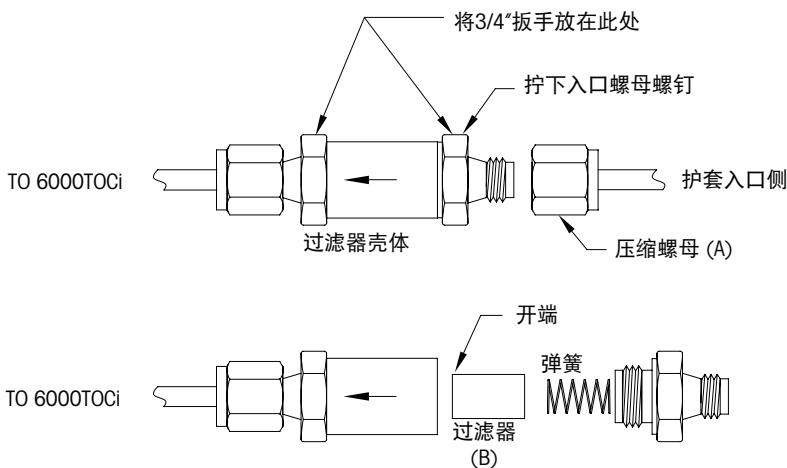 将3/4″扳手放在此处
拧下入口螺母螺钉
TO 6000TOCi
护套入口侧
过滤器壳体
压缩螺母 (A)
开端
弹簧
TO 6000TOCi
过滤器
(B)